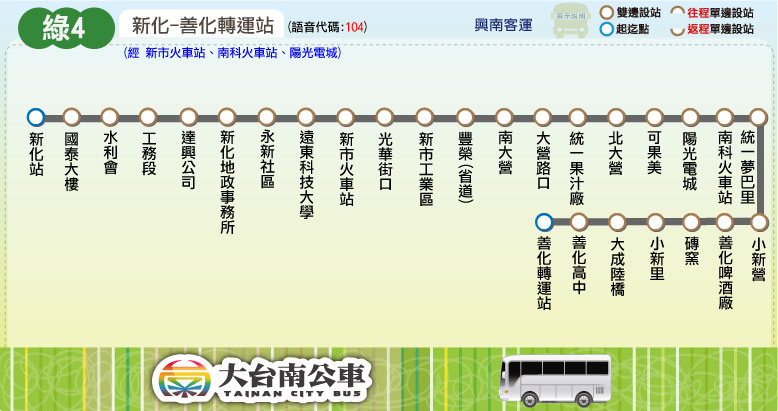 綠4
新化-善化轉運站 (語音代碼:104)
(經 新市火車站、南科火車站、陽光電城)
興南客運
圖示說明
雙邊設站
起迄點
往程單邊設站
返程單邊設站
新化站
國泰大樓
水利會
工務段
達興公司
新化地政事務所
永新社區
遠東科技大學
新市火車站
光華街口
新市工業區
豐榮(省道)
南大營
大營路口
統一果汁廠
北大營
可果美
陽光電城
南科火車站
統一夢巴里
小新營
善化啤酒廠
磚窯
小新里
大成陸橋
善化高中
善化轉運站
大台南公車
TAINAN CITY BUS